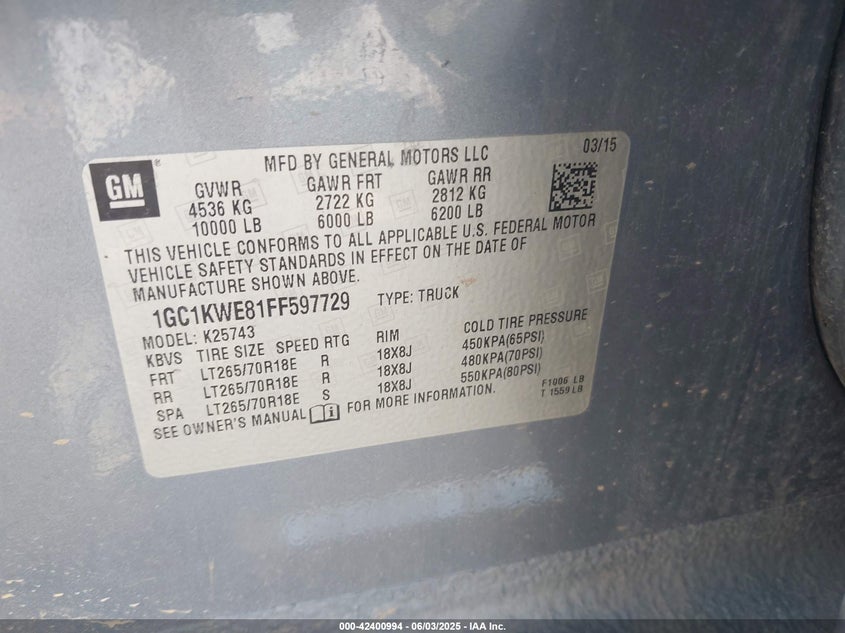 MFD BY GENERAL MOTORS LLC 03/15
GM
GVWR GAWR FRT GAWR RR
4536 KG 2722 KG 2812 KG
10000 LB 6000 LB 6200 LB
THIS VEHICLE CONFORMS TO ALL APPLICABLE U.S. FEDERAL MOTOR
VEHICLE SAFETY STANDARDS IN EFFECT ON THE DATE OF
MANUFACTURE SHOWN ABOVE.
1GC1KWE81FF597729 TYPE: TRUCK
MODEL: K25743
KBVS TIRE SIZE SPEED RTG RIM COLD TIRE PRESSURE
FRT LT265/70R18E R 18X8J 450KPA(65PSI)
RR LT265/70R18E R 18X8J 480KPA(70PSI)
SPA LT265/70R18E S 18X8J 550KPA(80PSI)
SEE OWNER'S MANUAL FOR MORE INFORMATION.
F1006 LB
T 1559 LB
000-42400994 - 06/03/2025 - IAA Inc.